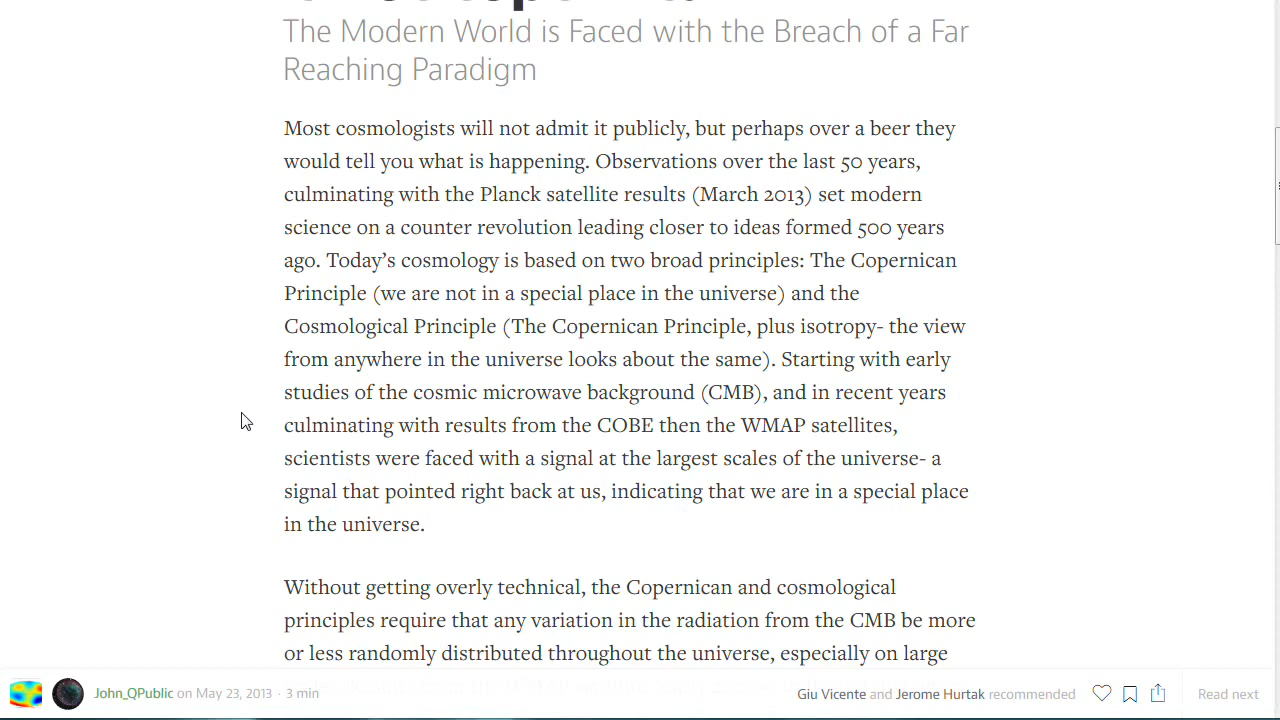 The Modern World is Faced with the Breach of a Far
Reaching Paradigm
Most cosmologists will not admit it publicly, but perhaps over a beer they
would tell you what is happening. Observations over the last 50 years,
culminating with the Planck satellite results (March 2013) set modern
science on a counter revolution leading closer to ideas formed 500 years
ago. Today’s cosmology is based on two broad principles: The Copernican
Principle (we are not in a special place in the universe) and the
Cosmological Principle (The Copernican Principle, plus isotropy- the view
from anywhere in the universe looks about the same). Starting with early
studies of the cosmic microwave background (CMB), and in recent years
culminating with results from the COBE then the WMAP satellites,
scientists were faced with a signal at the largest scales of the universe- a
signal that pointed right back at us, indicating that we are in a special place
in the universe.
Without getting overly technical, the Copernican and cosmological
principles require that any variation in the radiation from the CMB be more
or less randomly distributed throughout the universe, especially on large
John_QPublic on May 23, 2013 · 3 min
Giu Vicente and Jerome Hurtak recommended
Read next